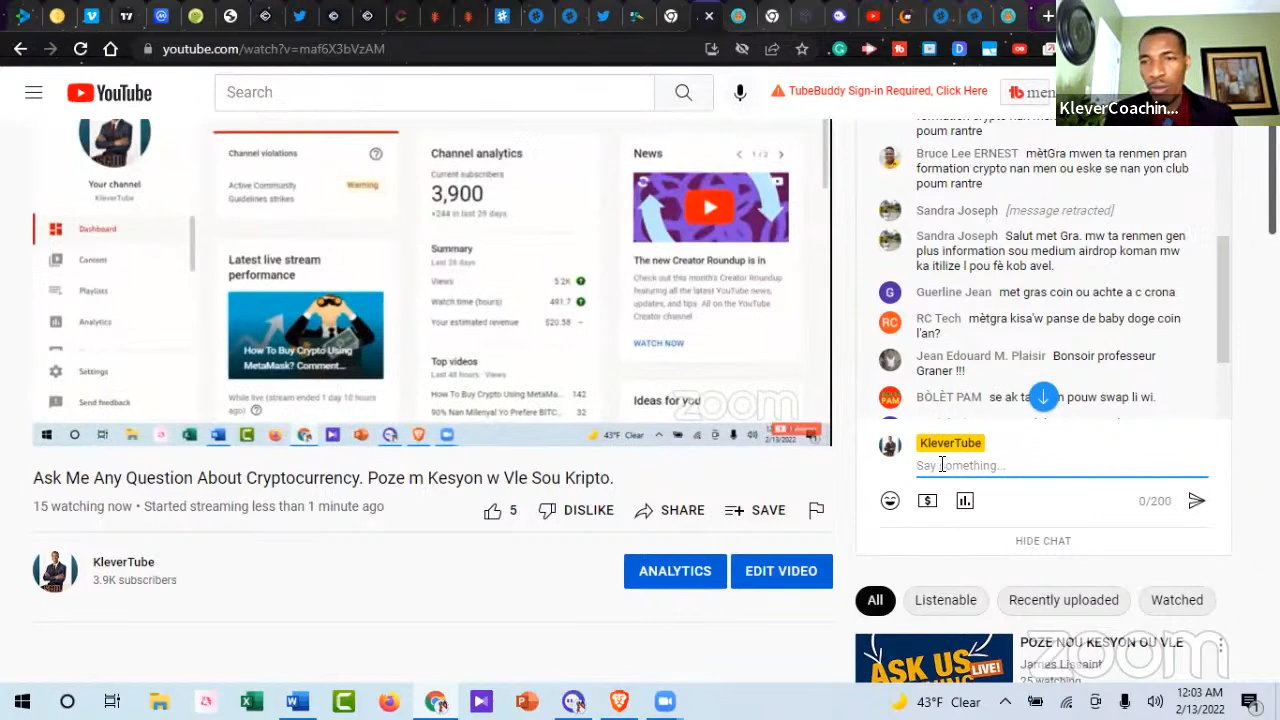 youtube.com/watch?v=maf6X3bVzAM
YouTube
Search
TubeBuddy Sign-in Required, Click Here
men
KleverCoachin...
Your channel
KleverTube
Dashboard
Content
Playlists
Analytics
Settings
Send feedback
Channel violations
Active Community
Guidelines strikes
Warning
Latest live stream
performance
How To Buy Crypto Using
MetaMask? Comment...
While live (stream ended 1 day 10 hours
ago)
Channel analytics
Current subscribers
3,900
+244 in last 28 days
Summary
Last 28 days
Views
5.2K
Watch time (hours)
491.7
Your estimated revenue
$20.58 –
Top videos
Last 48 hours · Views
How To Buy Crypto Using MetaMa...
142
90% Nan Milenyal Yo Prefere BITC...
32
News
1 / 2
The new Creator Roundup is in
Check out this month's Creator Roundup
featuring all the latest YouTube news,
updates, and tips. All on the YouTube
Creator channel
WATCH NOW
Ideas for you
zoom
43°F Clear
2/13/2022
Ask Me Any Question About Cryptocurrency. Poze m Kesyon w Vle Sou Kripto.
15 watching now • Started streaming less than 1 minute ago
5
DISLIKE
SHARE
SAVE
KleverTube
3.9K subscribers
ANALYTICS
EDIT VIDEO
poum rantre
Bruce Lee ERNEST mètGra mwen ta renmen pran
formation crypto nan men ou eske se nan yon club
poum rantre
Sandra Joseph [message retracted]
Sandra Joseph Salut met Gra. mw ta renmen gen
plus information sou medium airdrop koman mw
ka itilize l pou fè kob avel.
Guerline Jean met gras coin ou achte a c crona
RC Tech mètgra kisa'w panse de baby doge coin
l'an?
Jean Edouard M. Plaisir Bonsoir professeur
Graner !!!
BÒLÈT PAM se ak pouw swap li wi.
KleverTube
Say something...
0/200
HIDE CHAT
All
Listenable
Recently uploaded
Watched
ASK US
LIVE!
POZE NOU KESYON OU VLE
James Lissaint
25 watching
zoom
43°F Clear
12:03 AM
2/13/2022